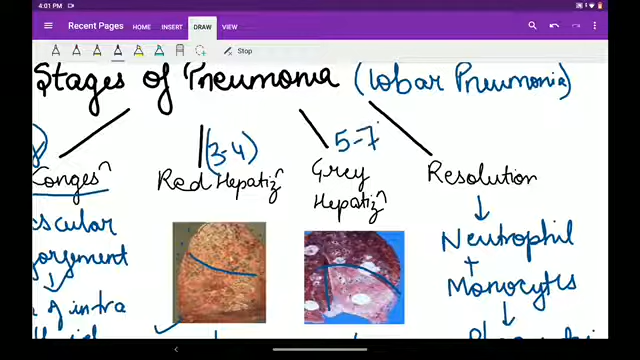 4:01 PM
Recent Pages HOME INSERT DRAW VIEW
Stop
Stages of Pneumonia (lobar Pneumonia)
(3-4) 5-7
Conges^n Red Hepatiz^n Grey Hepatiz^n Resolution
scular
orgement
of intra
↓
Neutrophil
+
Monocytes
↓